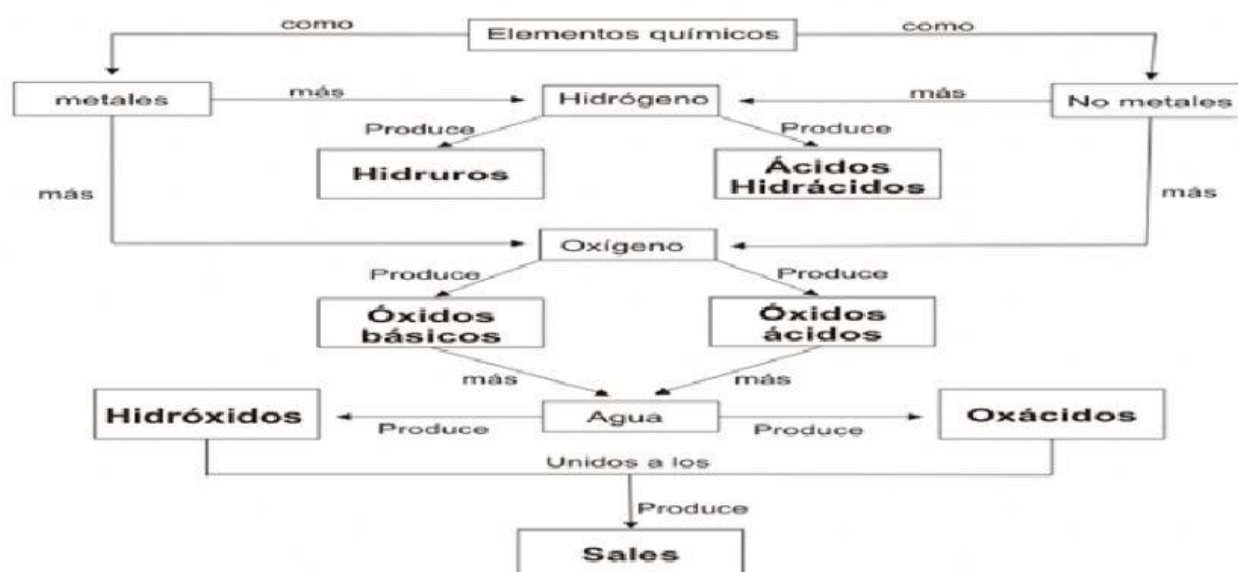 como
Elementos químicos
como
metales
más
Hidrógeno
más
No metales
Produce
Produce
Hidruros
Ácidos
Hidrácidos
más
más
Oxígeno
Produce
Produce
Óxidos
básicos
Óxidos
ácidos
más
más
Hidróxidos
Agua
Oxácidos
Produce
Produce
Unidos a los
Produce
Sales